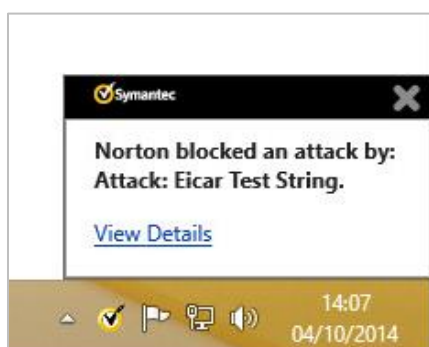 Symantec
Norton blocked an attack by:
Attack: Eicar Test String.
View Details
14:07
04/10/2014